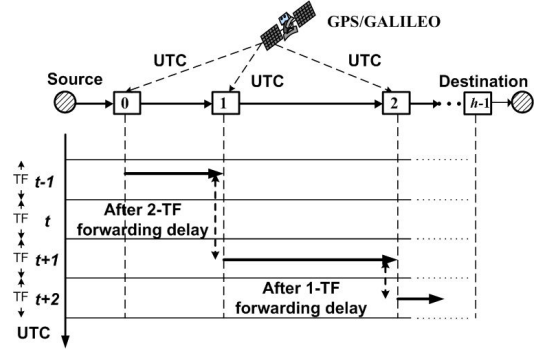 GPS/GALILEO
UTC
UTC
UTC
Source
Destination
0
1
2
h-1
TF t-1
After 2-TF
forwarding delay
TF t
TF t+1
After 1-TF
forwarding delay
TF t+2
UTC